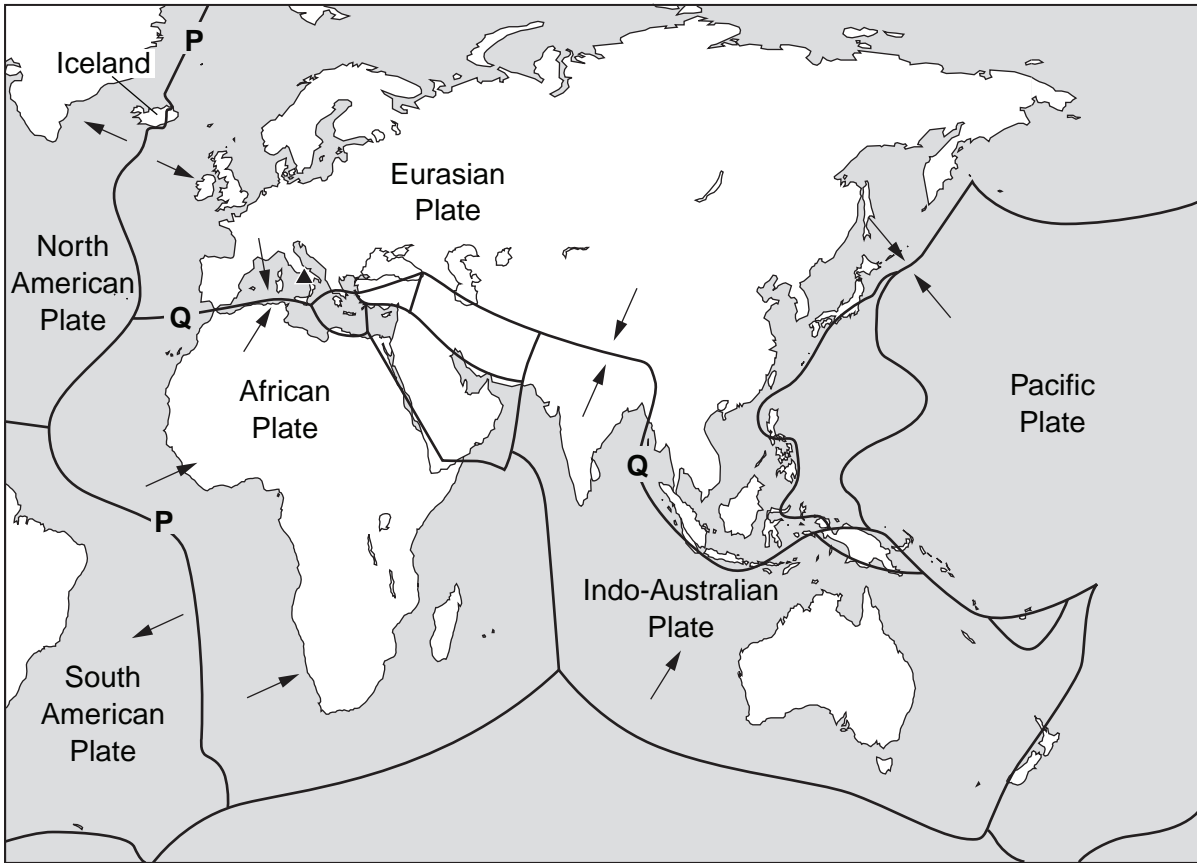 P
Iceland
Eurasian
Plate
North
American
Plate
Q
African
Plate
Pacific
Plate
Q
P
Indo-Australian
Plate
South
American
Plate